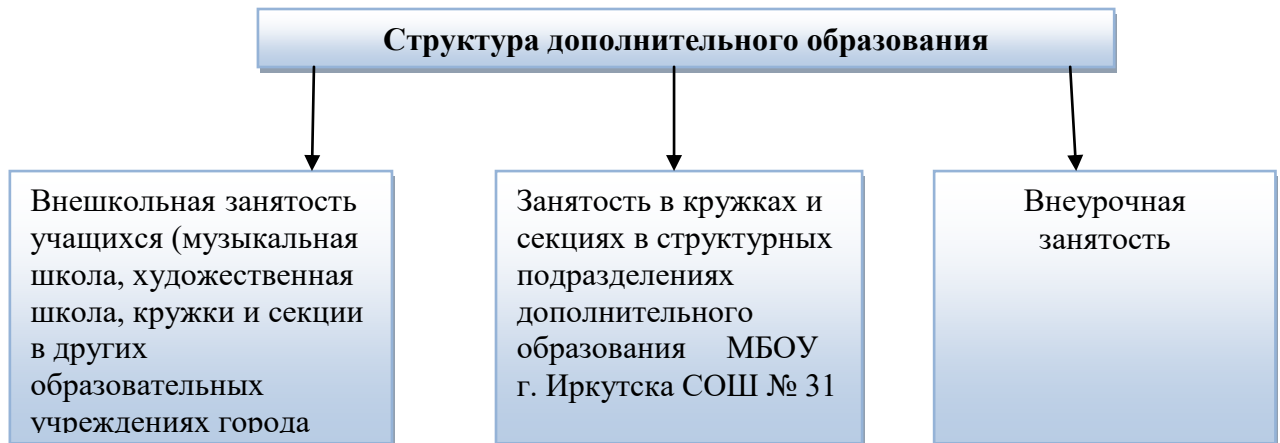 Структура дополнительного образования
Внешкольная занятость
учащихся (музыкальная
школа, художественная
школа, кружки и секции
в других
образовательных
учреждениях города
Занятость в кружках и
секциях в структурных
подразделениях
дополнительного
образования МБОУ
г. Иркутска СОШ № 31
Внеурочная
занятость